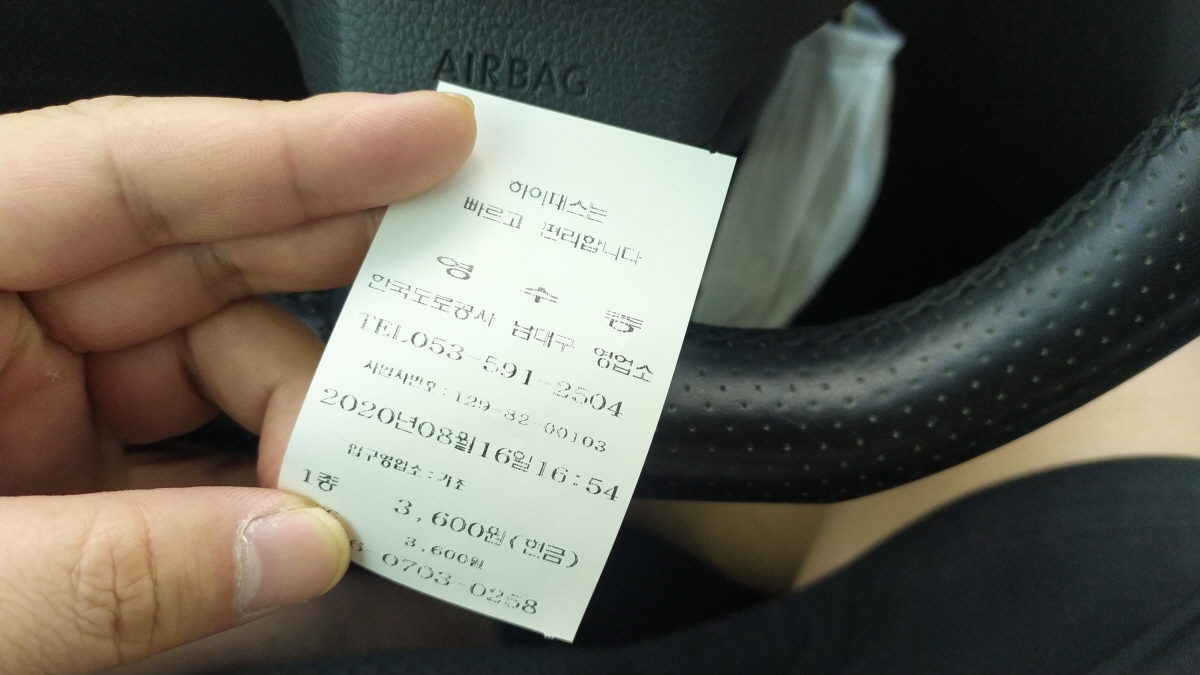 AIRBAG
하이패스는
빠르고 편리합니다
영 수 증
한국도로공사 남대구 영업소
TEL053-591-2504
사업자번호:129-82-00103
2020년08월16일16:54
입구영업소:가조
1종 3,600원(현금)
3,600원
6 0703-0258